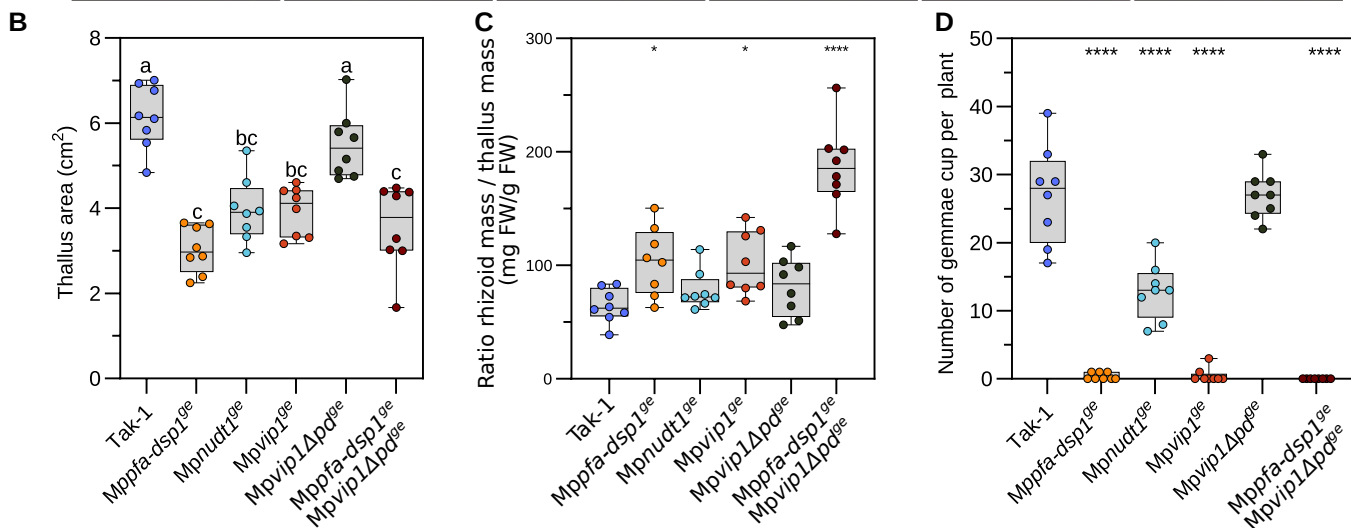 B
Thallus area (cm²)
8
6
4
2
0
a
c
bc
bc
a
c
Tak-1
Mppfa-dsp1ge
Mpnudt1ge
Mpvip1ge
Mpvip1Δpdge
Mppfa-dsp1ge
Mpvip1Δpdge
C
Ratio rhizoid mass / thallus mass
(mg FW/g FW)
300
200
100
0
*
*
****
Tak-1
Mppfa-dsp1ge
Mpnudt1ge
Mpvip1ge
Mpvip1Δpdge
Mppfa-dsp1ge
Mpvip1Δpdge
D
Number of gemmae cup per plant
50
40
30
20
10
0
****
****
****
****
Tak-1
Mppfa-dsp1ge
Mpnudt1ge
Mpvip1ge
Mpvip1Δpdge
Mppfa-dsp1ge
Mpvip1Δpdge